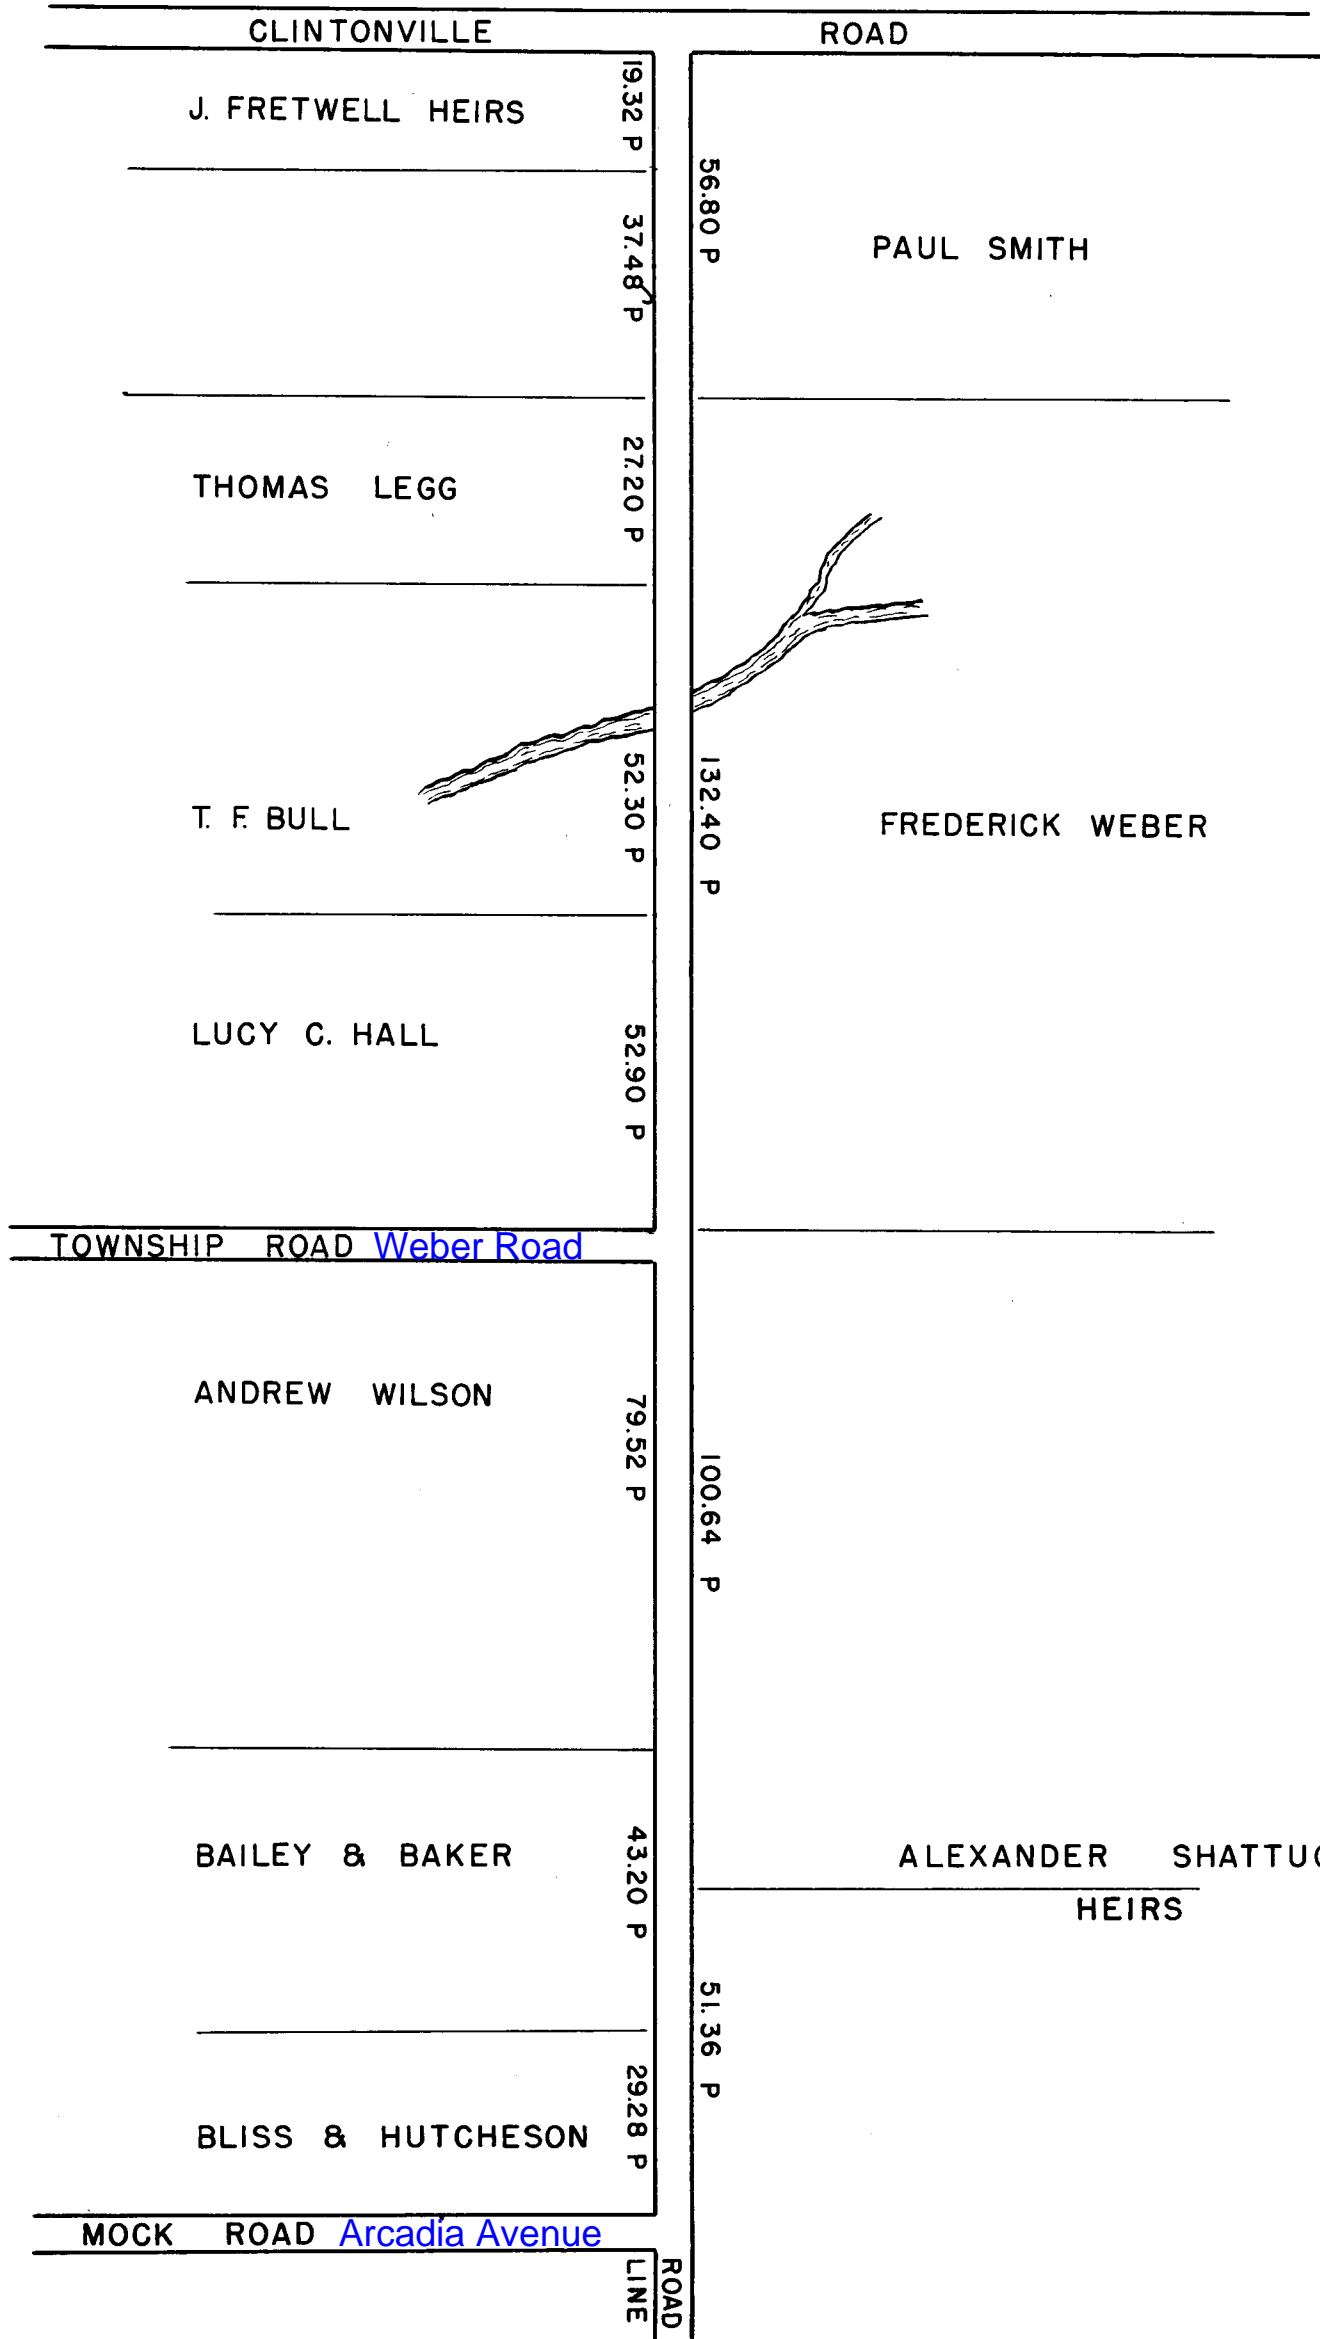 CLINTONVILLE ROAD
J. FRETWELL HEIRS
19.32 P
56.80 P
37.48 P
PAUL SMITH
27.20 P
THOMAS LEGG
52.30 P
132.40 P
T. F. BULL
FREDERICK WEBER
LUCY C. HALL
52.90 P
TOWNSHIP ROAD Weber Road
ANDREW WILSON
79.52 P
100.64 P
BAILEY & BAKER
43.20 P
ALEXANDER SHATTUC
HEIRS
51.36 P
29.28 P
BLISS & HUTCHESON
MOCK ROAD Arcadia Avenue
ROAD
LINE